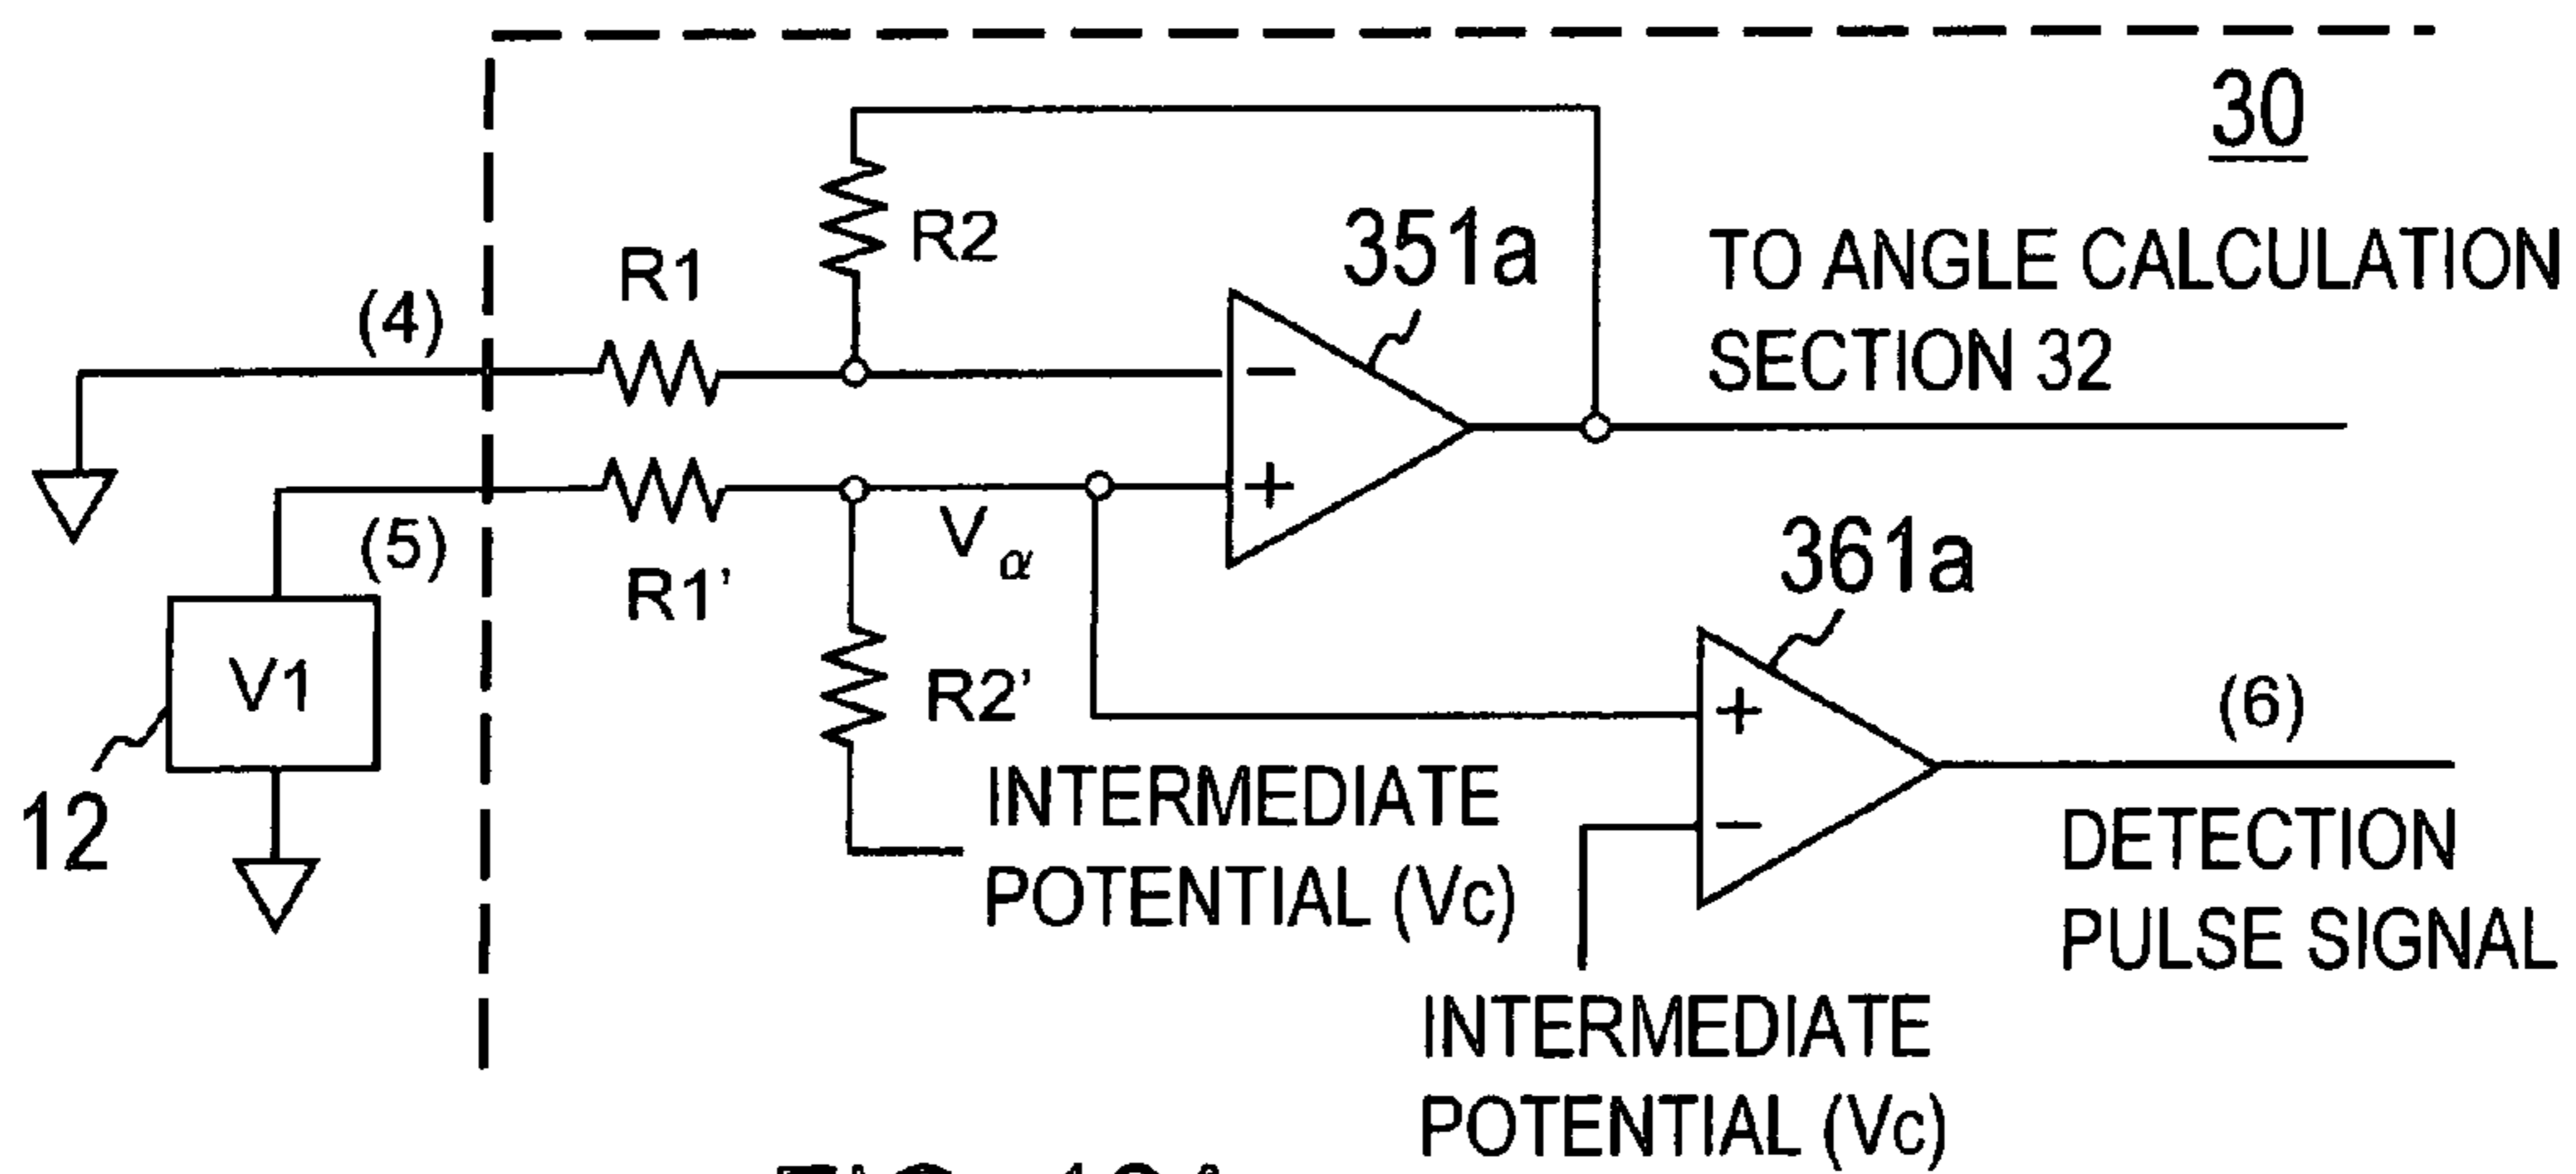 30
R2
351a
TO ANGLE CALCULATION
SECTION 32
R1
(4)
(5)
R1'
Vα
361a
V1
R2'
(6)
12
INTERMEDIATE
POTENTIAL (Vc)
DETECTION
PULSE SIGNAL
INTERMEDIATE
POTENTIAL (Vc)